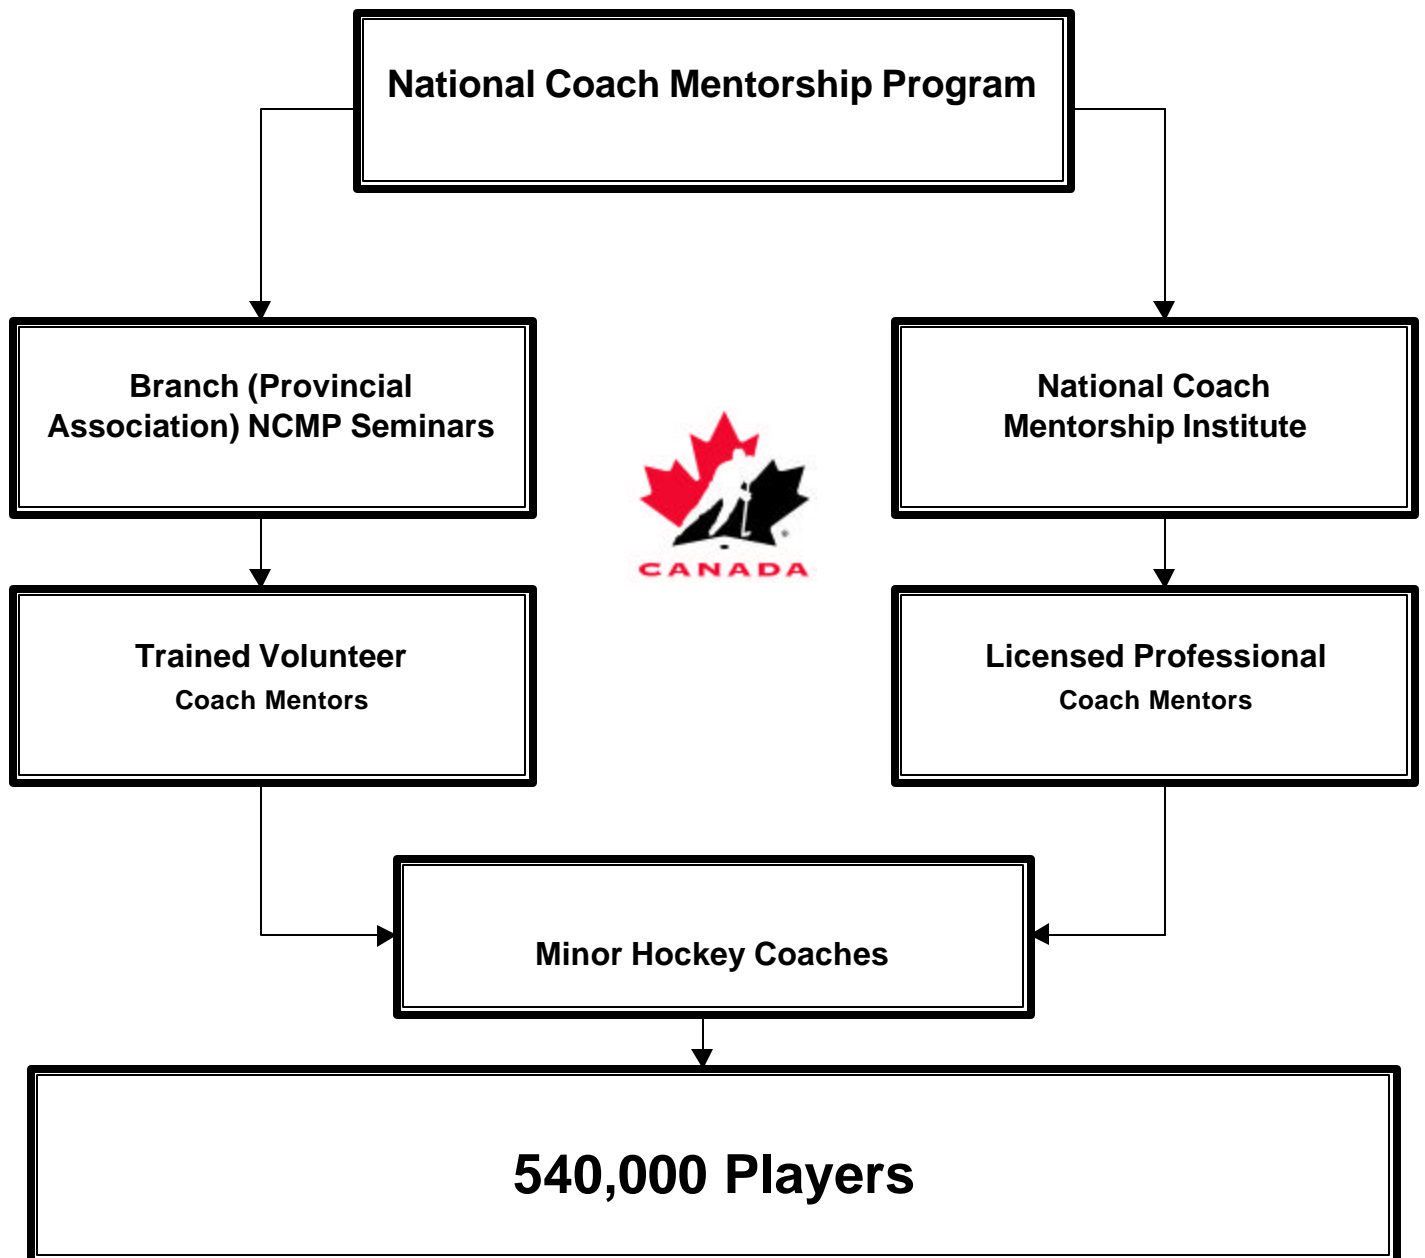 National Coach Mentorship Program
Branch (Provincial
Association) NCMP Seminars
National Coach
Mentorship Institute
CANADA
Trained Volunteer
Coach Mentors
Licensed Professional
Coach Mentors
Minor Hockey Coaches
540,000 Players